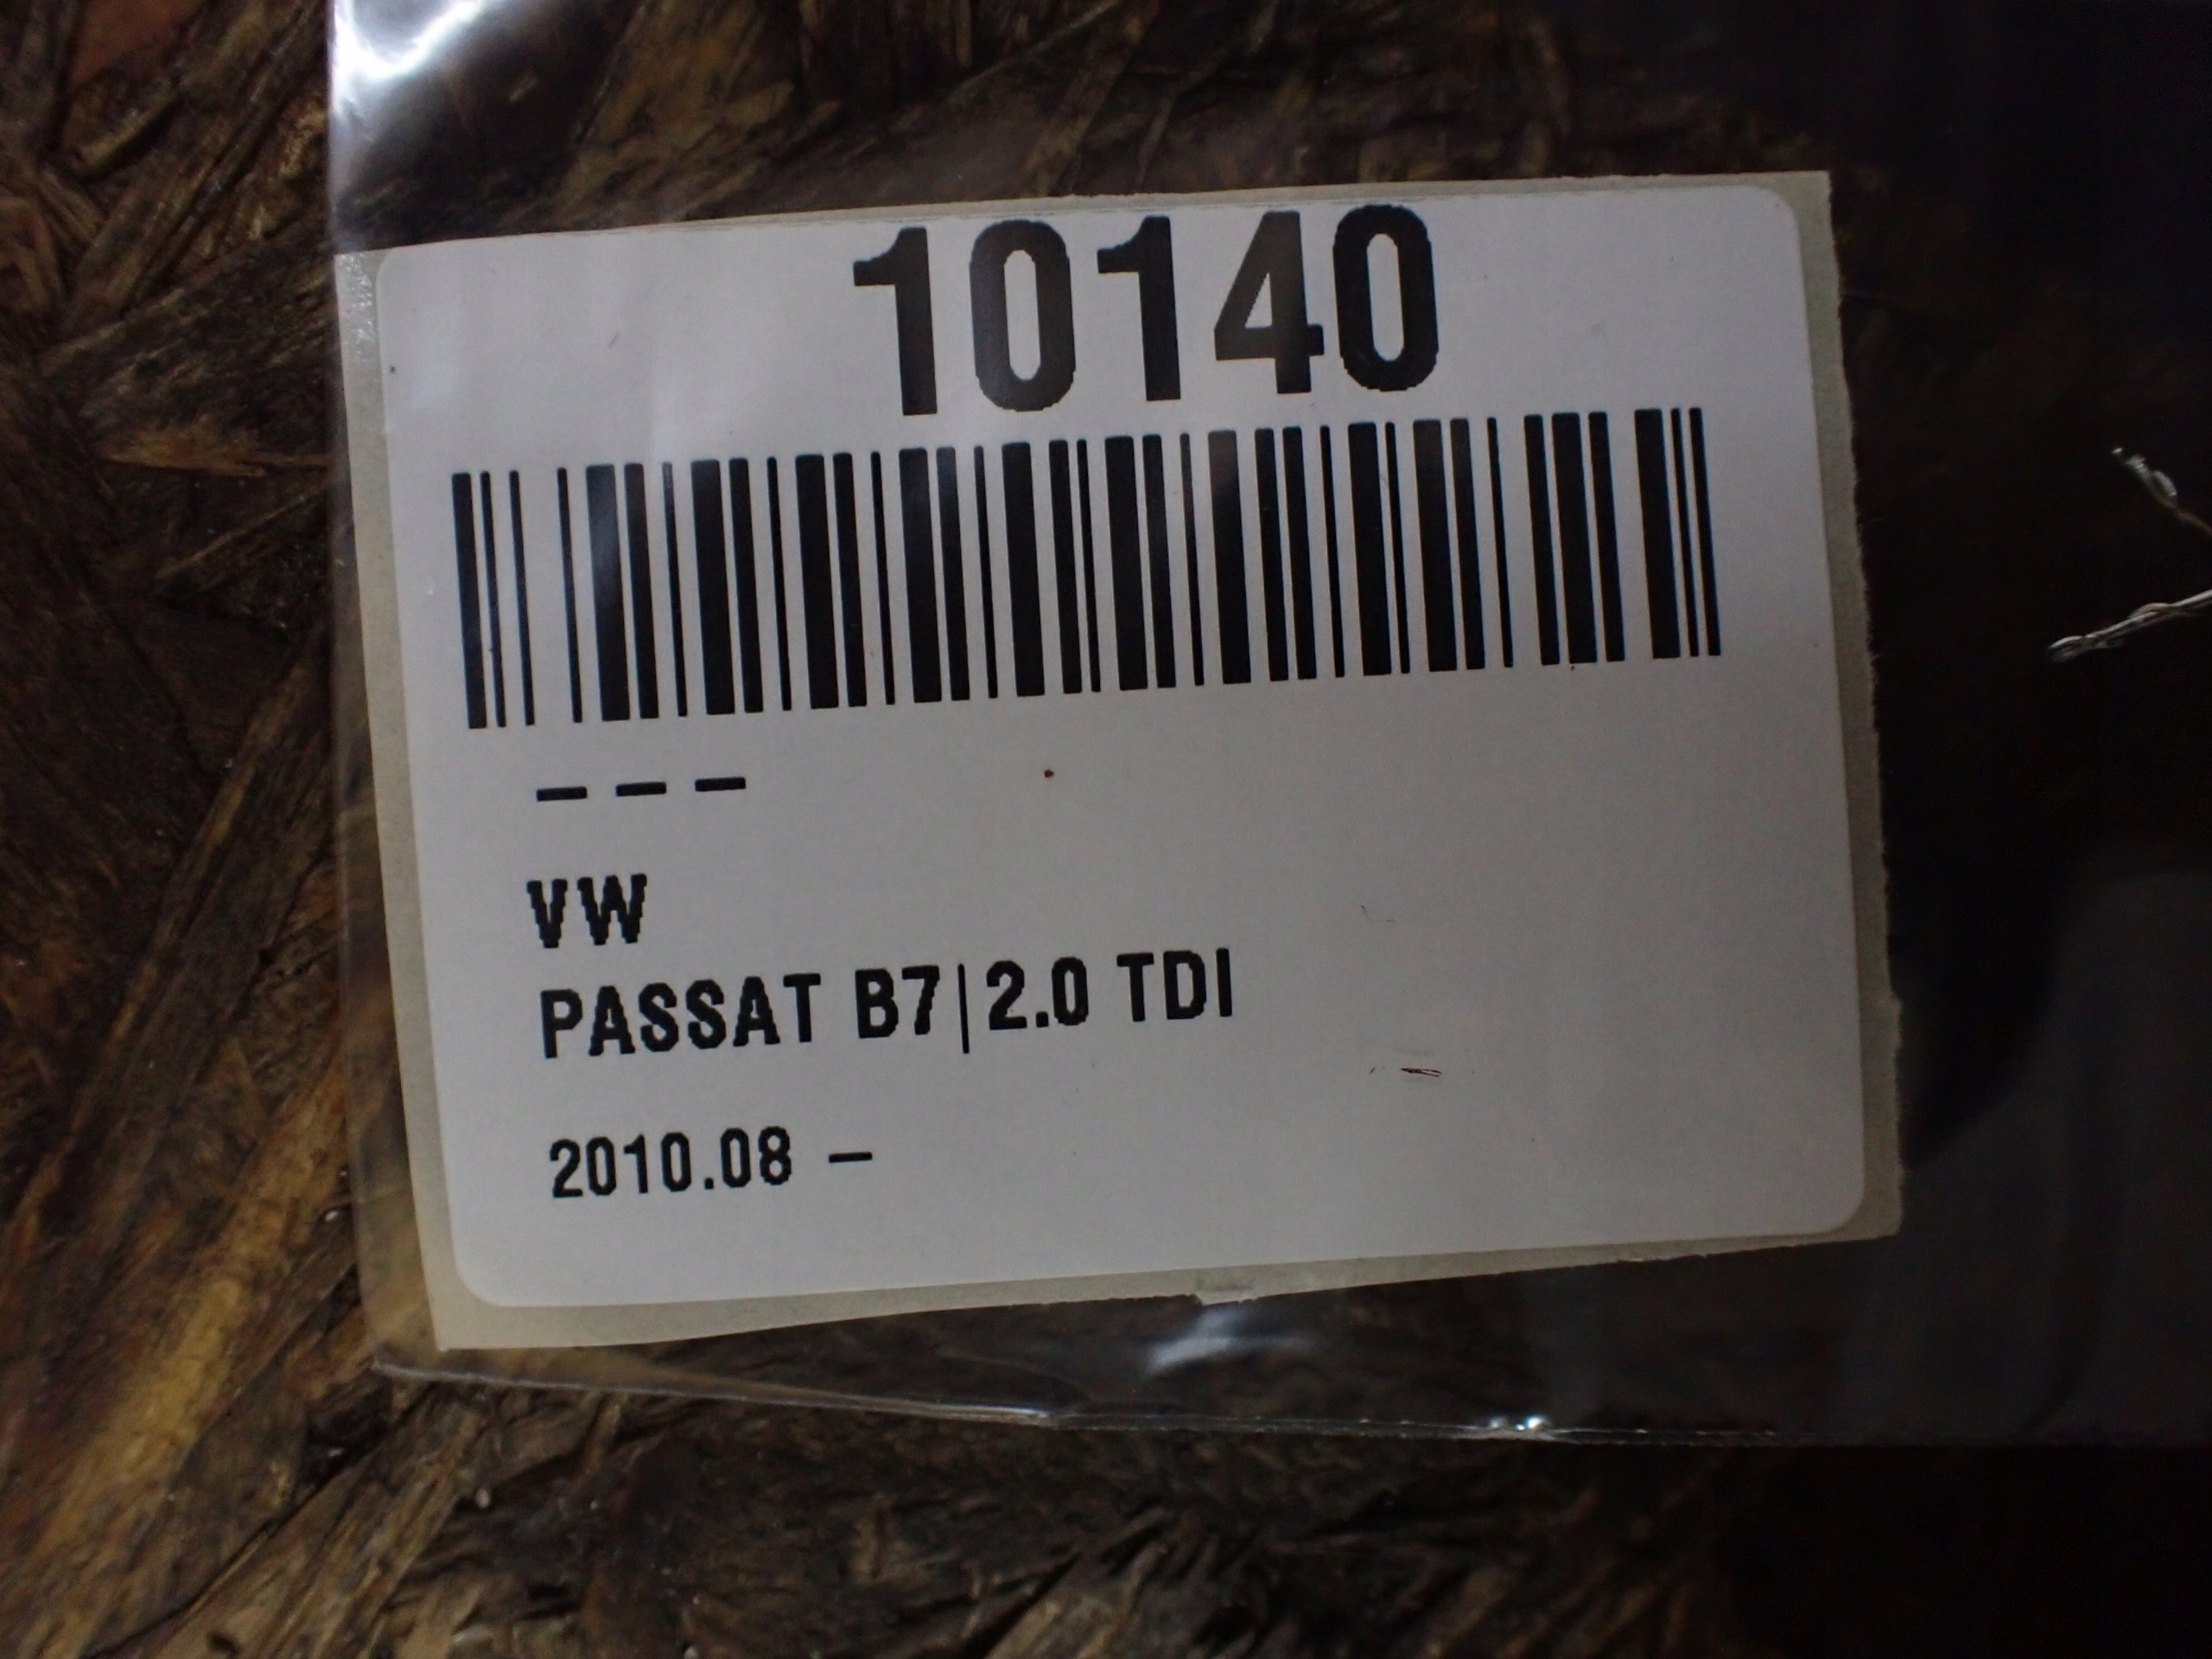 10140
---
VW
PASSAT B7|2.0 TDI
2010.08 -